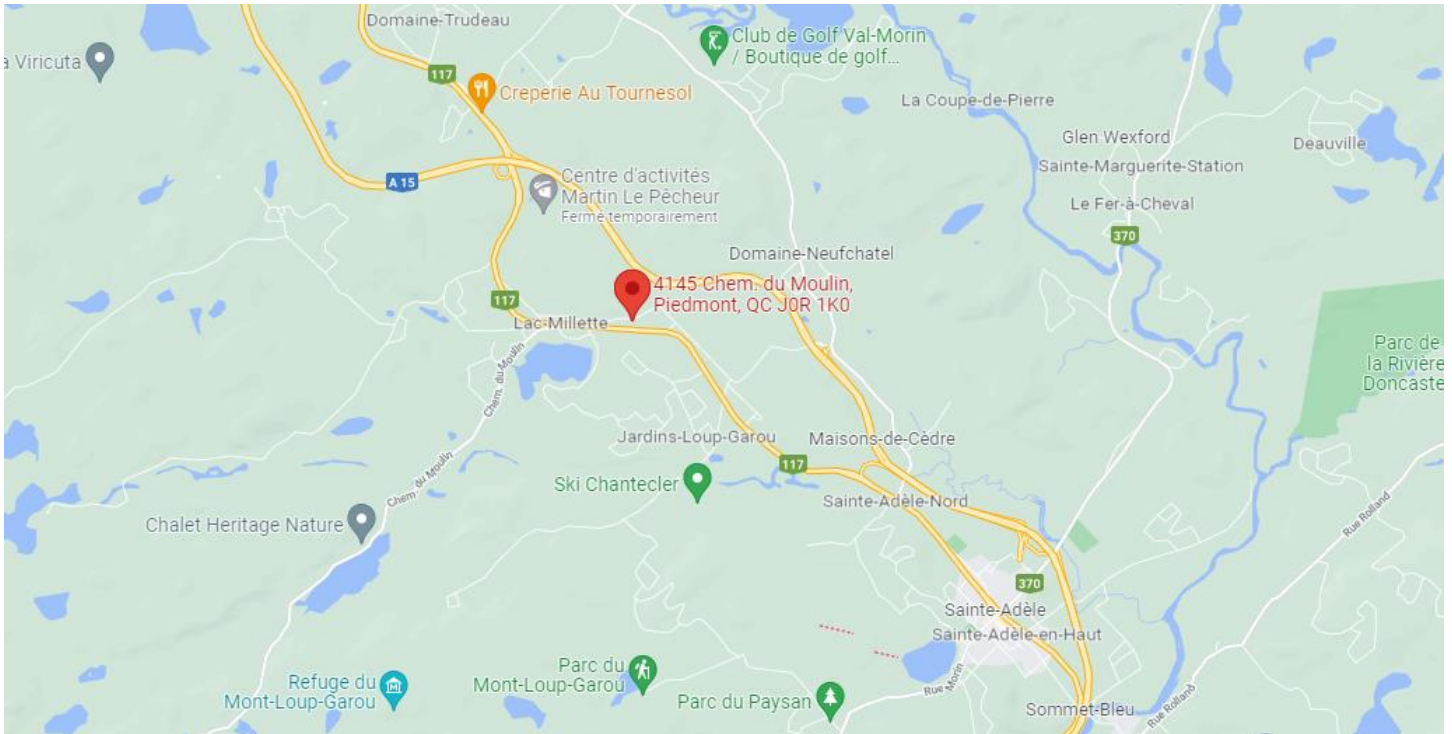 Domaine-Trudeau
Club de Golf Val-Morin
/ Boutique de golf...
a Viricuta
117
Creperie Au Tournesol
La Coupe-de-Pierre
Glen Wexford
Deauville
Sainte-Marguerite-Station
A 15
Centre d'activités
Martin Le Pêcheur
Fermé temporairement
Le Fer-à-Cheval
370
Domaine-Neufchatel
4145 Chem. du Moulin,
Piedmont, QC J0R 1K0
117
Lac-Millette
Parc de
la Rivière
Doncaste
Chem. du Moulin
Jardins-Loup-Garou
Maisons-de-Cèdre
117
Ski Chantecler
Chem. du Moulin
Sainte-Adèle-Nord
Chalet Heritage Nature
Rue Rolland
370
Sainte-Adèle
Sainte-Adèle-en-Haut
Parc du
Mont-Loup-Garou
Refuge du
Mont-Loup-Garou
Rue Morin
Parc du Paysan
Sommet-Bleu
Rue Rolland